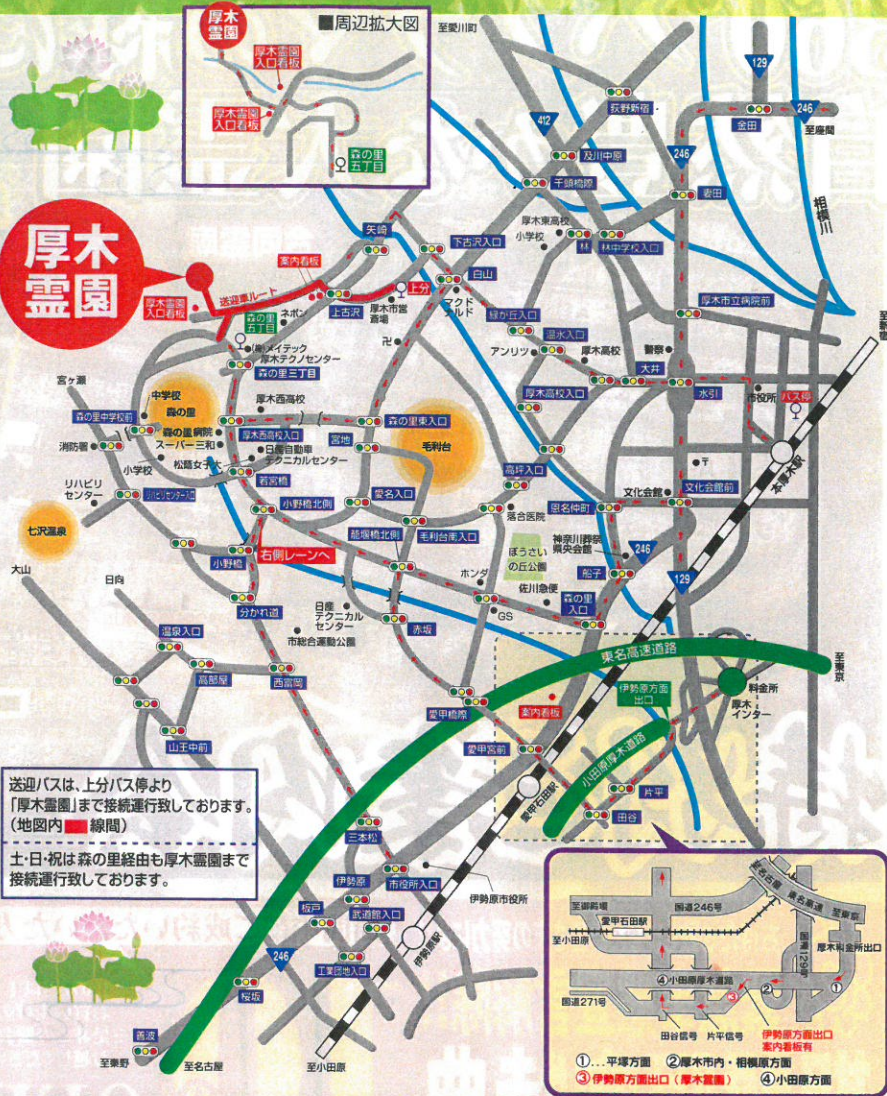 厚木
霊園
■周辺拡大図
厚木霊園
入口看板
厚木霊園
入口看板
森の里
五丁目
至愛川町
129
246
金田
至座間
荻野新宿
412
246
及川中原
妻田
千頭橋際
相模川
厚木東高校
小学校
林
林中学校入口
矢崎
下古沢入口
白山
厚木
霊園
案内看板
送迎車ルート
上分
厚木霊園
入口看板
上古沢
厚木市営
斎場
マクド
ナルド
緑が丘入口
厚木市立病院前
至新宿
森の里
五丁目
ネポン
㈱メイテック
厚木テクノセンター
森の里三丁目
卍
温水入口
アンリツ
厚木高校
警察
大井
水引
市役所
バス停
本厚木駅
宮ヶ瀬
中学校
森の里
森の里中学校前
厚木西高校
厚木高校入口
森の里病院
スーパー三和
厚木西高校入口
森の里東入口
消防署
小学校
松蔭女子大
日産自動車
テクニカルセンター
宮地
毛利台
〒
リハビリ
センター
リハビリセンター入口
若宮橋
高坪入口
愛名入口
文化会館
文化会館前
小野橋北側
落合医院
恩名仲町
七沢温泉
籠堰橋北側
毛利台南入口
ぼうさい
の丘公園
神奈川葬祭
県央会館
246
小野橋
右側レーンへ
船子
129
大山
日向
ホンダ
佐川急便
森の里
入口
分かれ道
日産
テクニカル
センター
赤坂
GS
温泉入口
市総合運動公園
東名高速道路
至東京
高部屋
西富岡
伊勢原方面
出口
料金所
厚木
インター
愛甲橋際
案内看板
山王中前
愛甲宮前
小田原厚木道路
愛甲石田駅
片平
田谷
送迎バスは、上分バス停より
「厚木霊園」まで接続運行致しております。
(地図内■線間)
土・日・祝は森の里経由も厚木霊園まで
接続運行致しております。
三本松
伊勢原
市役所入口
伊勢原市役所
板戸
武道館入口
伊勢原駅
246
工業団地入口
桜坂
善波
至秦野
至名古屋
至小田原
至名古屋
東名高速
至東京
至御殿場
国道246号
愛甲石田駅
至小田原
国道129号
厚木料金所出口
④小田原厚木道路
③
②
①
国道271号
田谷信号
片平信号
伊勢原方面出口
案内看板有
①…平塚方面 ②厚木市内・相模原方面
③伊勢原方面出口(厚木霊園) ④小田原方面